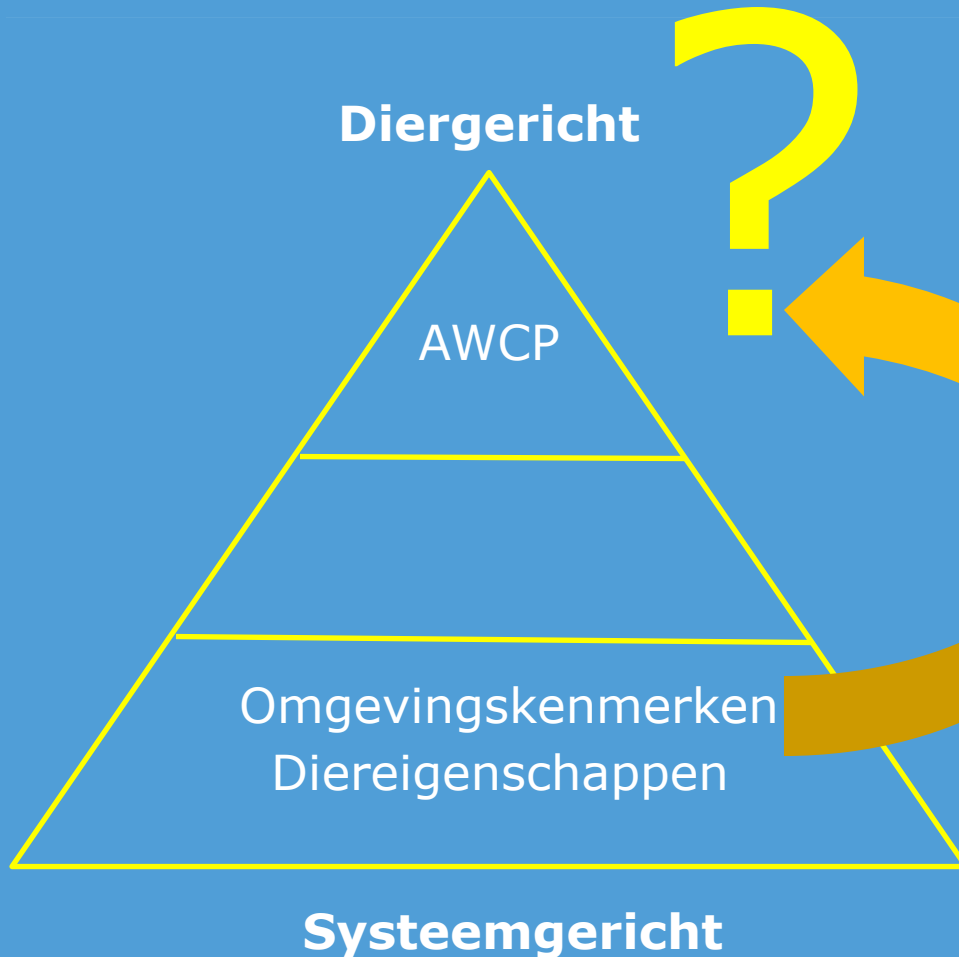 Diergericht
?
AWCP
Omgevingskenmerken
Diereigenschappen
Systeemgericht